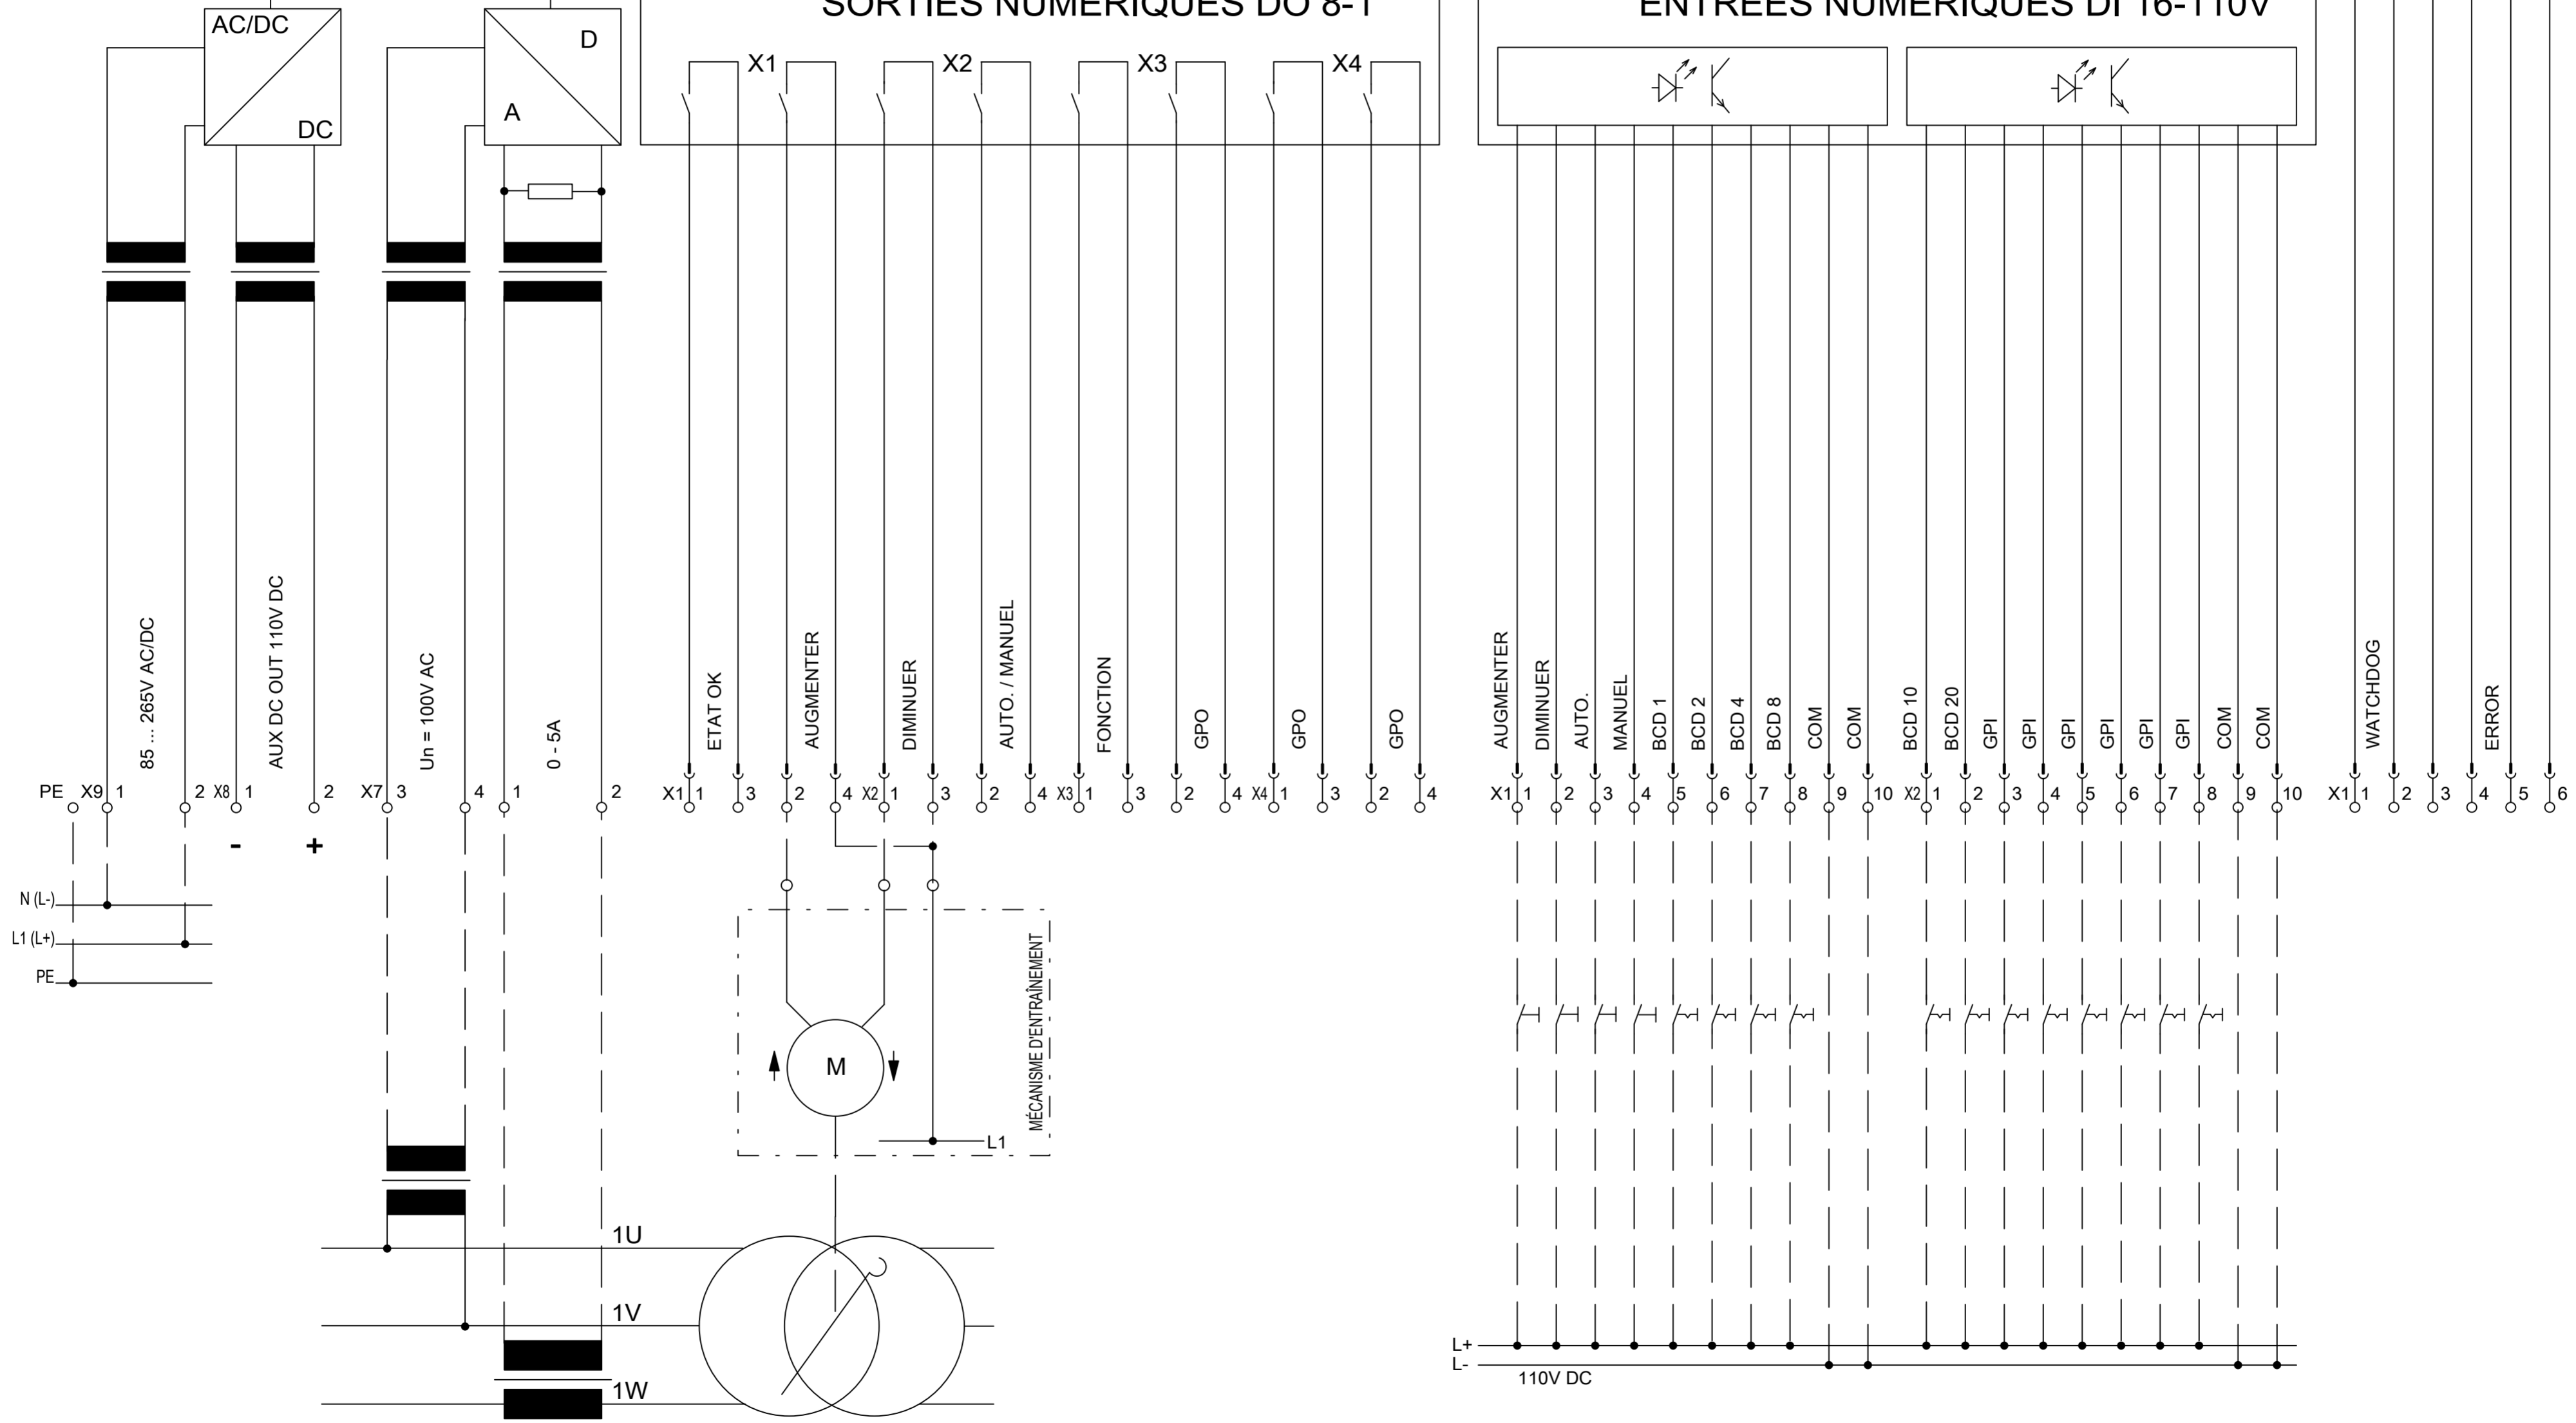 SORTIES NUMERIQUES DO 8-1
ENTREES NUMERIQUES DI 16-110V
AC/DC
DC
D
A
X1
X2
X3
X4
85 ... 265V AC/DC
AUX DC OUT 110V DC
Un = 100V AC
0 - 5A
ETAT OK
AUGMENTER
DIMINUER
AUTO. / MANUEL
FONCTION
GPO
GPO
GPO
AUGMENTER
DIMINUER
AUTO.
MANUEL
BCD 1
BCD 2
BCD 4
BCD 8
COM
COM
BCD 10
BCD 20
GPI
GPI
GPI
GPI
GPI
GPI
COM
COM
WATCHDOG
ERROR
PE X9 1 2 X8 1 2 X7 3 4 1 2
X1 1 3 2 4 X2 1 3 2 4 X3 1 3 2 4 X4 1 3 2 4
X1 1 2 3 4 5 6 7 8 9 10 X2 1 2 3 4 5 6 7 8 9 10
X1 1 2 3 4 5 6
- +
N (L-)
L1 (L+)
PE
MÉCANISME D'ENTRAÎNEMENT
M
L1
1U
1V
1W
L+
L-
110V DC